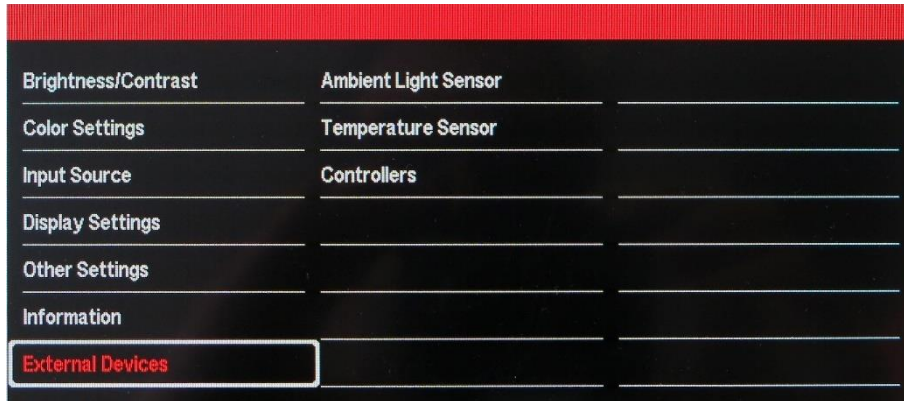 Brightness/Contrast
Color Settings
Input Source
Display Settings
Other Settings
Information
External Devices
Ambient Light Sensor
Temperature Sensor
Controllers